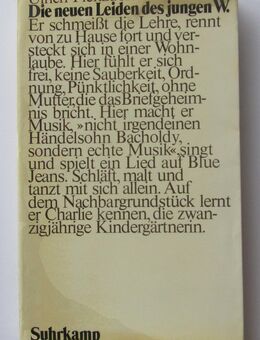 Die neuen Leiden des jungen W.
Er schmeißt die Lehre, rennt
von zu Hause fort und ver-
steckt sich in einer Wohn-
laube. Hier fühlt er sich
frei, keine Sauberkeit, Ord-
nung, Pünktlichkeit, ohne
Mutter, die das Briefgeheim-
nis bricht. Hier macht er
Musik, »nicht irgendeinen
Händelsohn Bacholdy,
sondern echte Musik«, singt
und spielt ein Lied auf Blue
Jeans. Schläft, malt und
tanzt mit sich allein. Auf
dem Nachbargrundstück lernt
er Charlie kennen, die zwan-
zigjährige Kindergärtnerin.
Suhrkamp